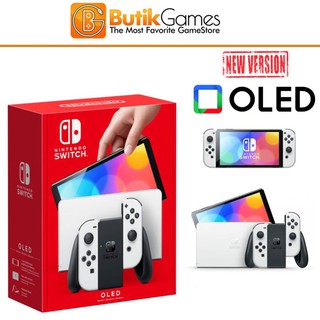 ButikGames
The Most Favorite GameStore
NEW VERSION
OLED
NINTENDO
SWITCH
OLED